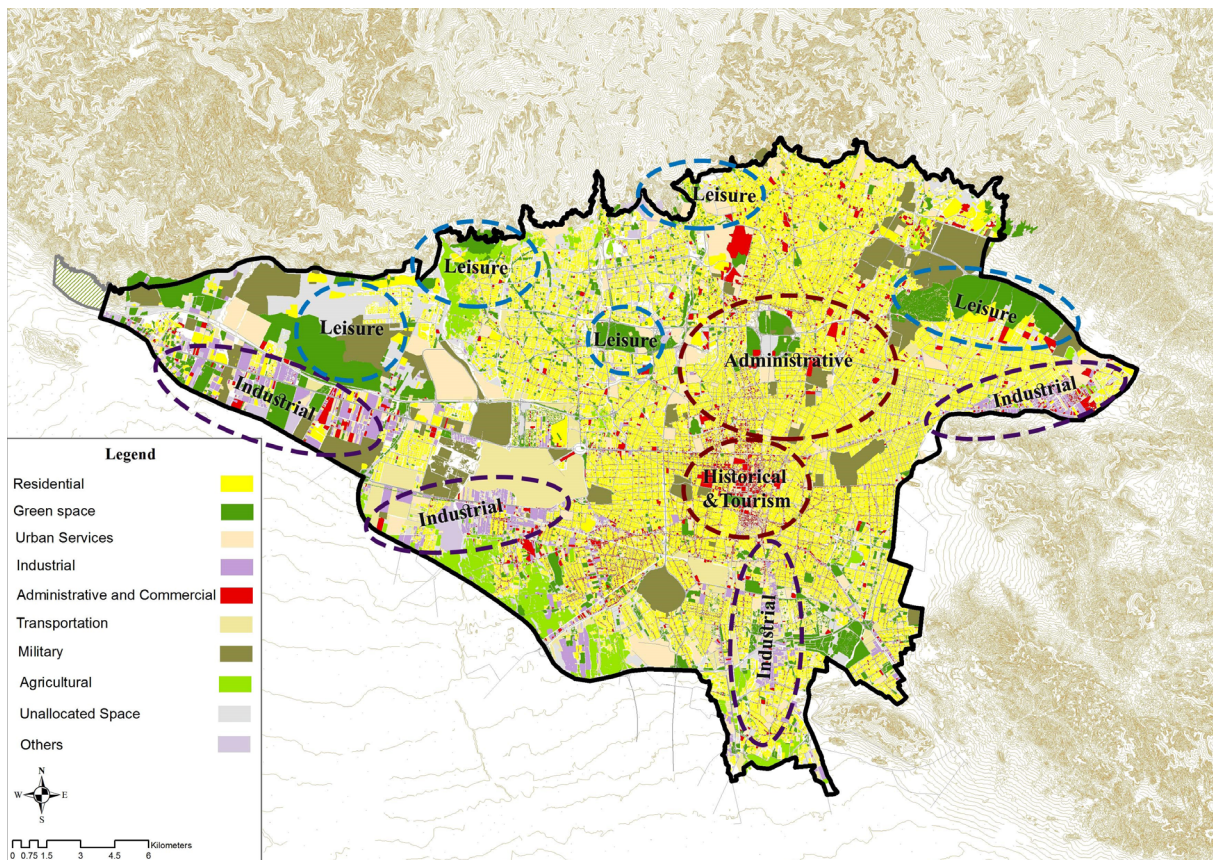 Leisure
Leisure
Leisure
Leisure
Leisure
Administrative
Industrial
Industrial
Historical
&Tourism
Industrial
Industrial
Legend
Residential
Green space
Urban Services
Industrial
Administrative and Commercial
Transportation
Military
Agricultural
Unallocated Space
Others
N
W E
S
Kilometers
0 0.75 1.5 3 4.5 6